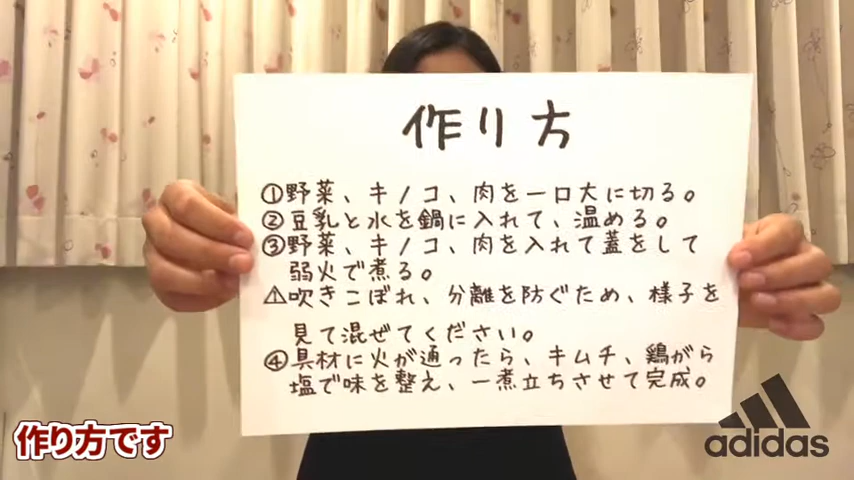 作り方
①野菜、キノコ、肉を一口大に切る。
②豆乳と水を鍋に入れて、温める。
③野菜、キノコ、肉を入れて蓋をして
弱火で煮る。
⚠吹きこぼれ、分離を防ぐため、様子を
見て混ぜてください。
④具材に火が通ったら、キムチ、鶏がら
塩で味を整え、一煮立ちさせて完成。
作り方です
adidas